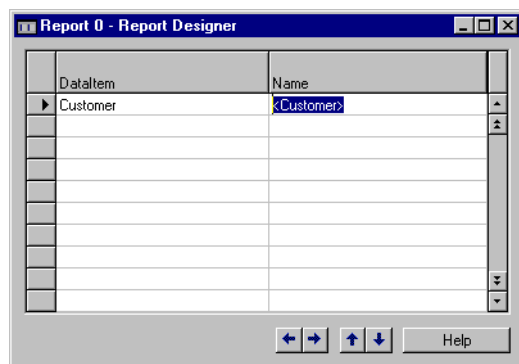 Report 0 - Report Designer
DataItem Name
Customer <Customer>
Help